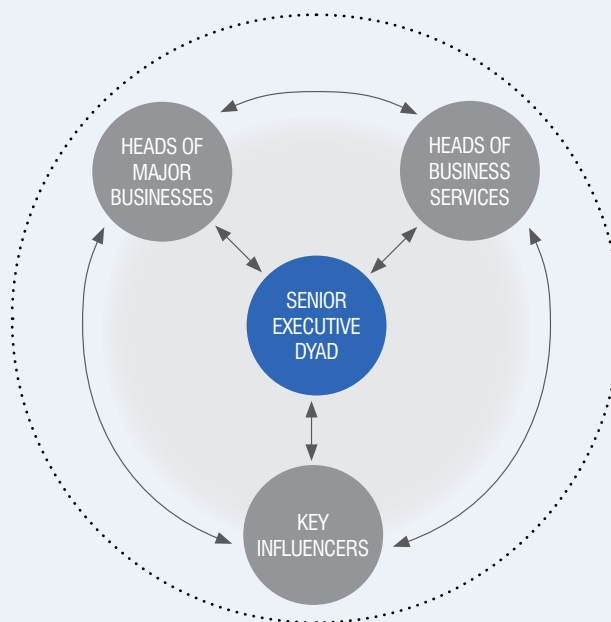 HEADS OF
MAJOR
BUSINESSES
HEADS OF
BUSINESS
SERVICES
SENIOR
EXECUTIVE
DYAD
KEY
INFLUENCERS